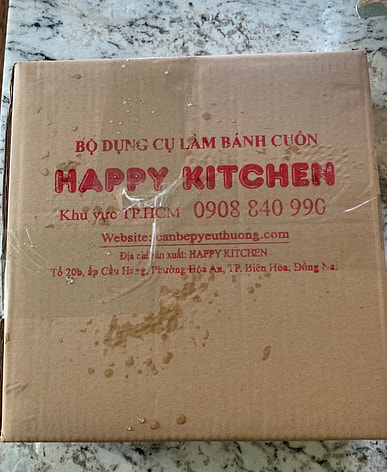 BỘ DỤNG CỤ LÀM BÁNH CUỐN
HAPPY KITCHEN
Khu vực TP.HCM 0908 840 990
Website: canbepyeuthuong.com
Địa chỉ sản xuất: HAPPY KITCHEN
Tổ 20b, ấp Cầu Hang, Phường Hóa An, TP. Biên Hòa, Đồng Nai